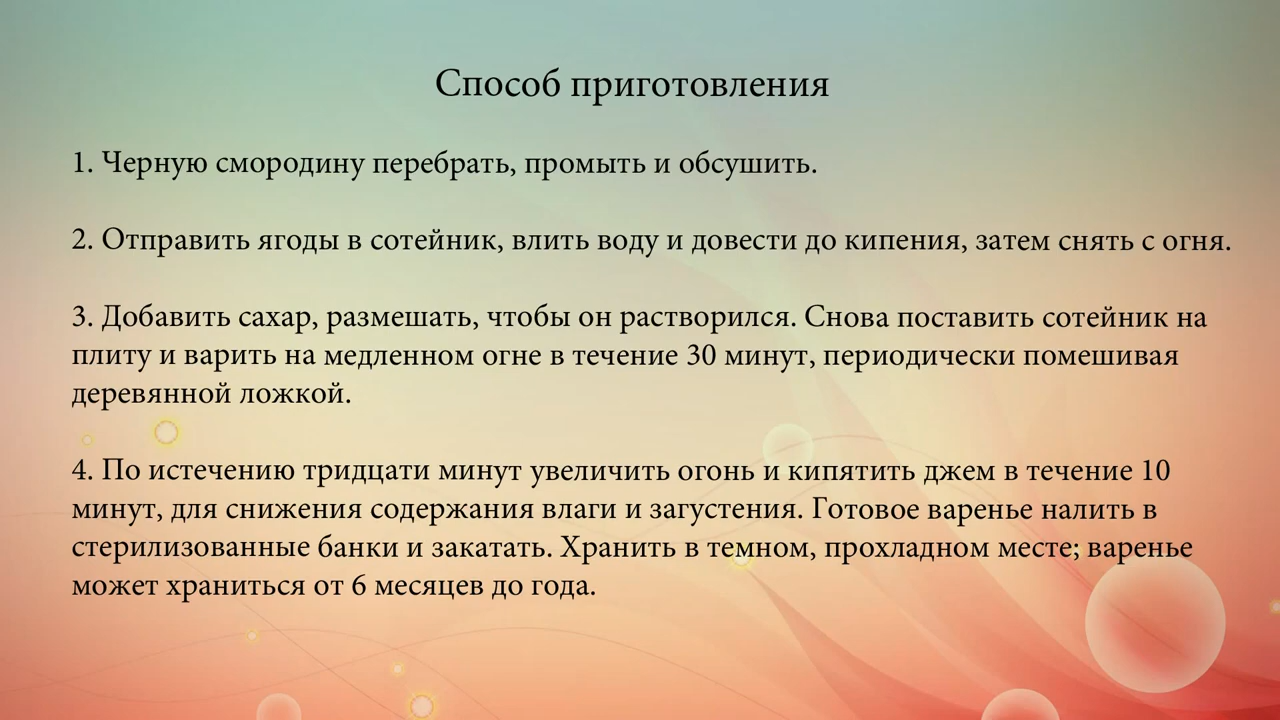 Способ приготовления
1. Черную смородину перебрать, промыть и обсушить.
2. Отправить ягоды в сотейник, влить воду и довести до кипения, затем снять с огня.
3. Добавить сахар, размешать, чтобы он растворился. Снова поставить сотейник на
плиту и варить на медленном огне в течение 30 минут, периодически помешивая
деревянной ложкой.
4. По истечению тридцати минут увеличить огонь и кипятить джем в течение 10
минут, для снижения содержания влаги и загустения. Готовое варенье налить в
стерилизованные банки и закатать. Хранить в темном, прохладном месте; варенье
может храниться от 6 месяцев до года.